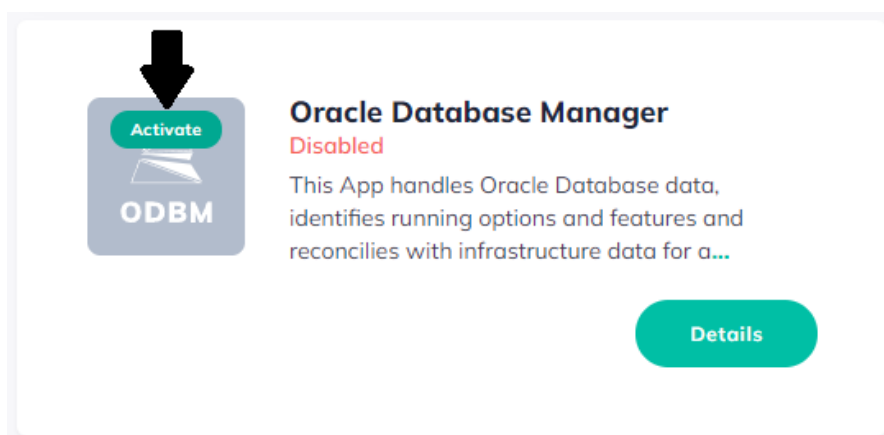 Activate
ODBM
Oracle Database Manager
Disabled
This App handles Oracle Database data,
identifies running options and features and
reconcilies with infrastructure data for a...
Details